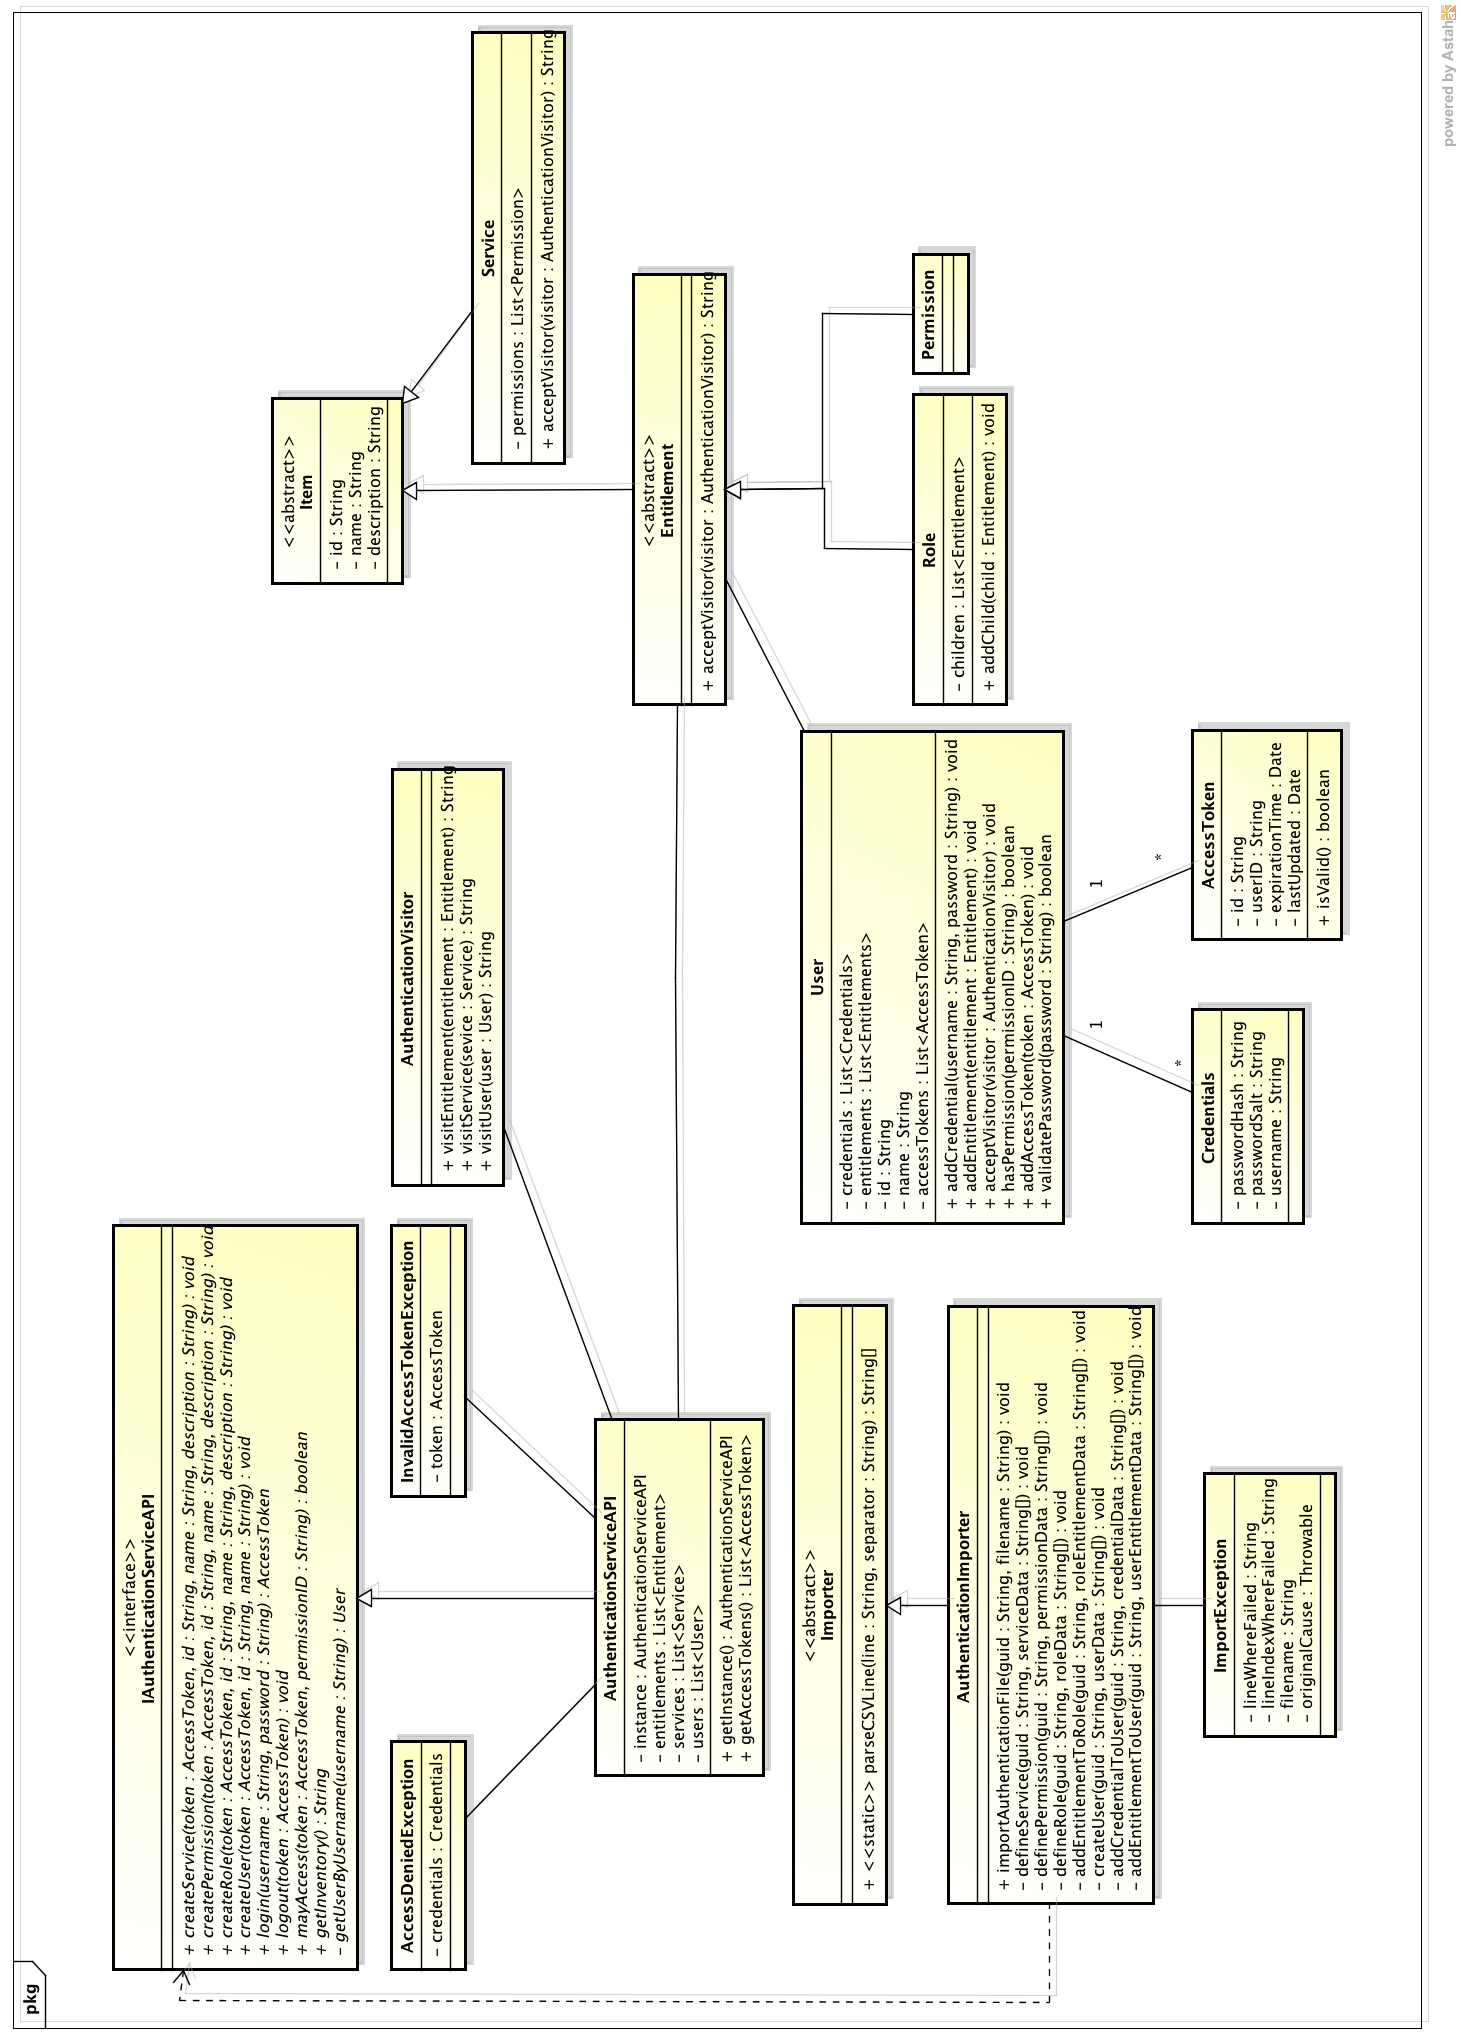 pkg
<<interface>>
IAuthenticationServiceAPI
+ createService(token : AccessToken, id : String, name : String, description : String) : void
+ createPermission(token : AccessToken, id : String, name : String, description : String) : void
+ createRole(token : AccessToken, id : String, name : String, description : String) : void
+ createUser(token : AccessToken, id : String, name : String) : void
+ login(username : String, password : String) : AccessToken
+ logout(token : AccessToken) : void
+ mayAccess(token : AccessToken, permissionID : String) : boolean
+ getInventory() : String
- getUserByUsername(username : String) : User
<<abstract>>
Item
- id : String
- name : String
- description : String
AccessDeniedException
- credentials : Credentials
InvalidAccessTokenException
- token : AccessToken
AuthenticationVisitor
+ visitEntitlement(entitlement : Entitlement) : String
+ visitService(sevice : Service) : String
+ visitUser(user : User) : String
Service
- permissions : List<Permission>
+ acceptVisitor(visitor : AuthenticationVisitor) : String
AuthenticationServiceAPI
- instance : AuthenticationServiceAPI
- entitlements : List<Entitlement>
- services : List<Service>
- users : List<User>
+ getInstance() : AuthenticationServiceAPI
+ getAccessTokens() : List<AccessToken>
<<abstract>>
Entitlement
+ acceptVisitor(visitor : AuthenticationVisitor) : String
<<abstract>>
Importer
+ <<static>> parseCSVLine(line : String, separator : String) : String[]
User
- credentials : List<Credentials>
- entitlements : List<Entitlements>
- id : String
- name : String
- accessTokens : List<AccessToken>
+ addCredential(username : String, password : String) : void
+ addEntitlement(entitlement : Entitlement) : void
+ acceptVisitor(visitor : AuthenticationVisitor) : void
+ hasPermission(permissionID : String) : boolean
+ addAccessToken(token : AccessToken) : void
+ validatePassword(password : String) : boolean
Role
- children : List<Entitlement>
+ addChild(child : Entitlement) : void
Permission
AuthenticationImporter
+ importAuthenticationFile(guid : String, filename : String) : void
- defineService(guid : String, serviceData : String[]) : void
- definePermission(guid : String, permissionData : String[]) : void
- defineRole(guid : String, roleData : String[]) : void
- addEntitlementToRole(guid : String, roleEntitlementData : String[]) : void
- createUser(guid : String, userData : String[]) : void
- addCredentialToUser(guid : String, credentialData : String[]) : void
- addEntitlementToUser(guid : String, userEntitlementData : String[]) : void
1
1
*
*
Credentials
- passwordHash : String
- passwordSalt : String
- username : String
AccessToken
- id : String
- userID : String
- expirationTime : Date
- lastUpdated : Date
+ isValid() : boolean
ImportException
- lineWhereFailed : String
- lineIndexWhereFailed : String
- filename : String
- originalCause : Throwable
powered by Astah